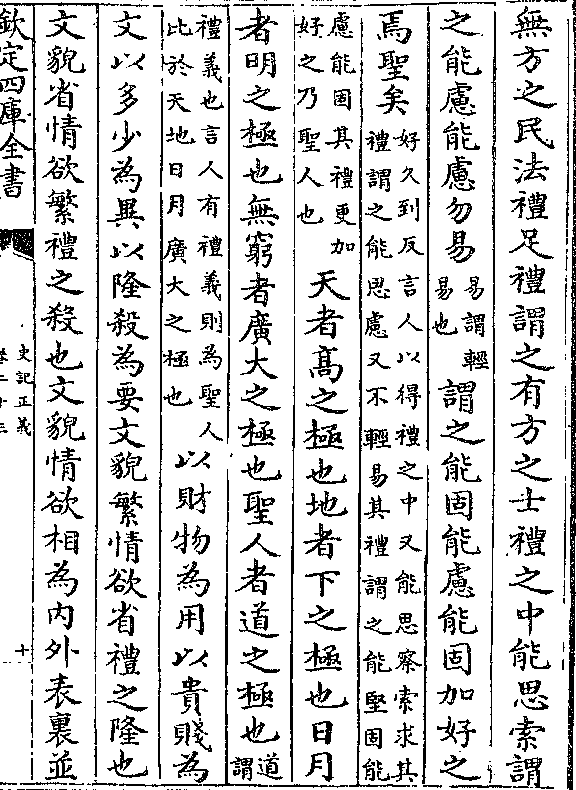 無方之民法禮足禮謂之有方之士禮之中能思索謂
之能慮能慮勿易
易謂輕
易也
謂之能固能慮能固加好之
焉聖矣
好久到反言人以得禮之中又能思察索求其
禮謂之能思慮又不輕易其禮謂之能堅固能
慮能固其禮更加
好之乃聖人也
天者髙之極也地者下之極也日月
者明之極也無窮者廣大之極也聖人者道之極也
道
謂
禮義也言人有禮義則為聖人
比於天地日月廣大之極也
以財物為用以貴賤為
文以多少為異以隆殺為要文貌繁情欲省禮之隆也
文貌省情欲繁禮之殺也文貌情欲相為内外表裏並
欽定四庫全書
史記正義
卷二十三
十